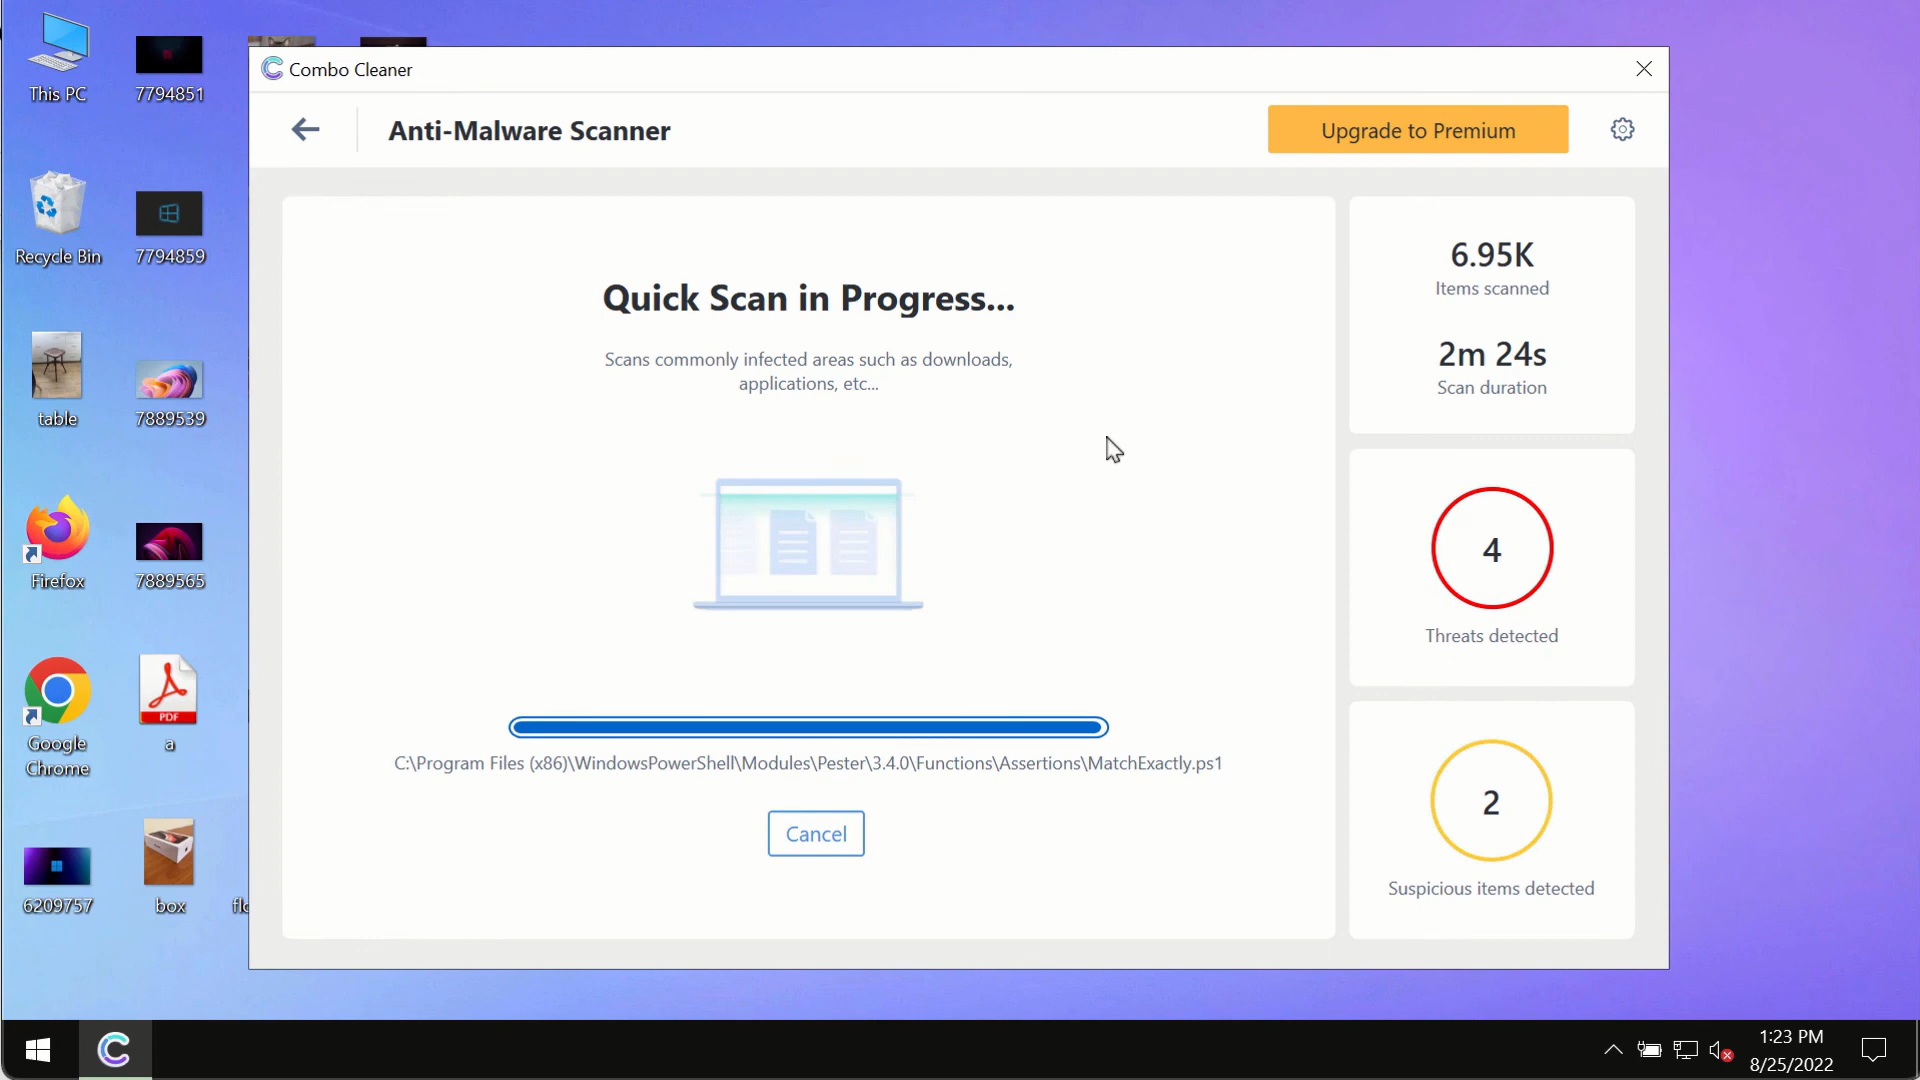 This PC
7794851
Recycle Bin
7794859
table
7889539
Firefox
7889565
Google
Chrome
PDF
a
6209757
box
Combo Cleaner
Anti-Malware Scanner
Upgrade to Premium
Quick Scan in Progress...
Scans commonly infected areas such as downloads,
applications, etc...
C:\Program Files (x86)\WindowsPowerShell\Modules\Pester\3.4.0\Functions\Assertions\MatchExactly.ps1
Cancel
6.95K
Items scanned
2m 24s
Scan duration
4
Threats detected
2
Suspicious items detected
1:23 PM
8/25/2022